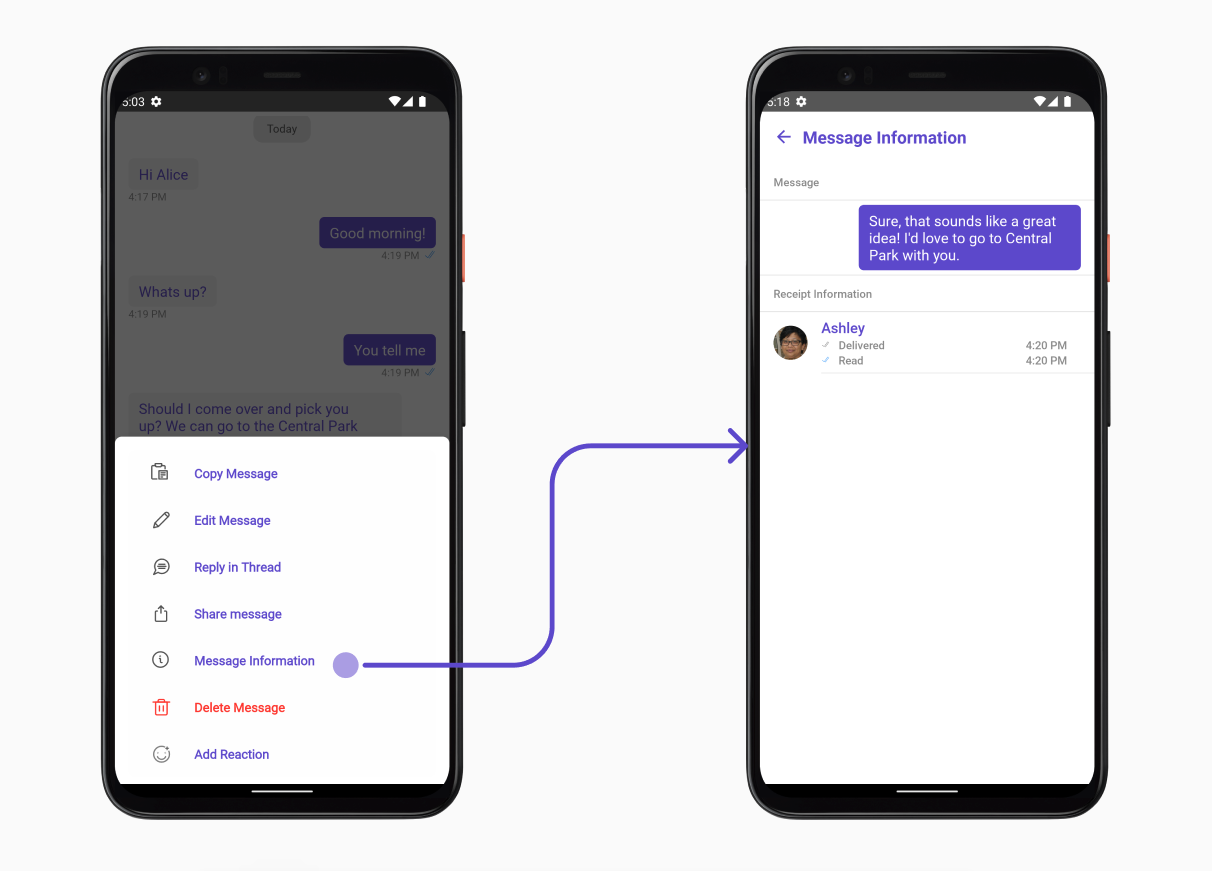 5:03
Today
Hi Alice
4:17 PM
Good morning!
4:19 PM
Whats up?
4:19 PM
You tell me
4:19 PM
Should I come over and pick you
up? We can go to the Central Park
Copy Message
Edit Message
Reply in Thread
Share message
Message Information
Delete Message
Add Reaction
5:18
Message Information
Message
Sure, that sounds like a great
idea! I'd love to go to Central
Park with you.
Receipt Information
Ashley
Delivered 4:20 PM
Read 4:20 PM